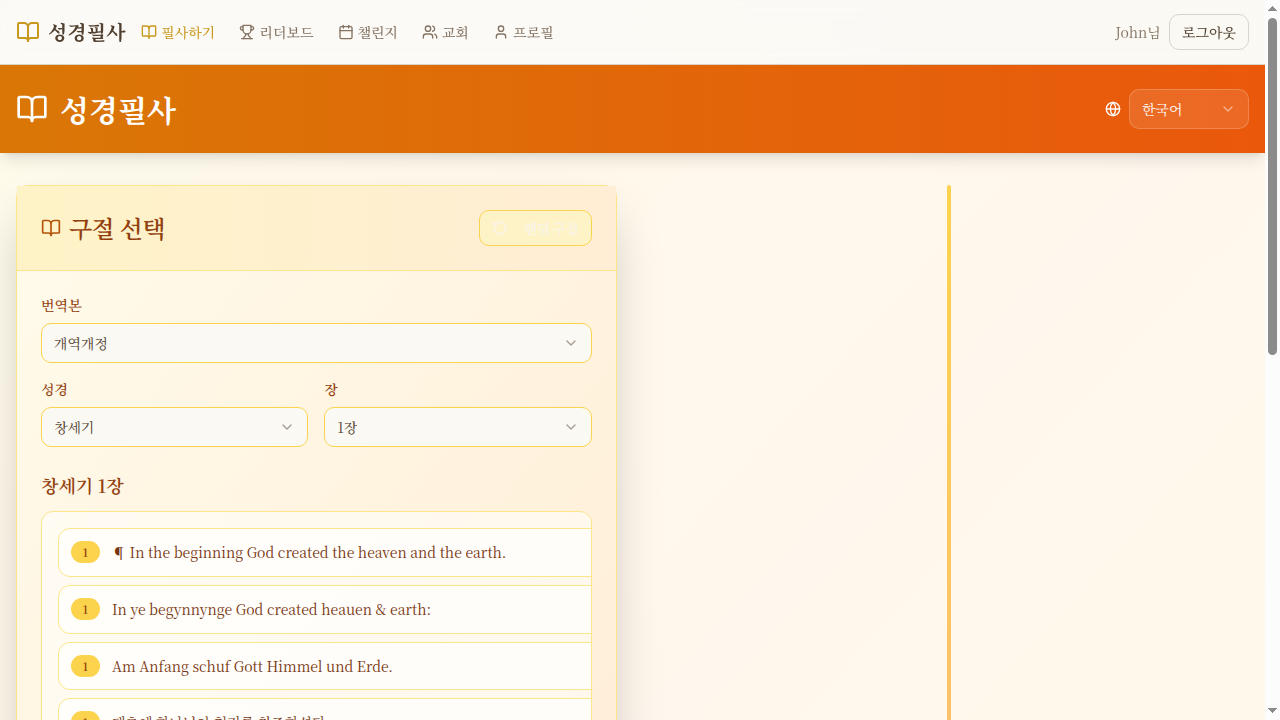 성경필사 필사하기 리더보드 챌린지 교회 프로필 John님 로그아웃
성경필사 한국어
구절 선택
번역본
개역개정
성경 장
창세기 1장
창세기 1장
1 ¶ In the beginning God created the heaven and the earth.
1 In ye begynnynge God created heauen & earth:
1 Am Anfang schuf Gott Himmel und Erde.